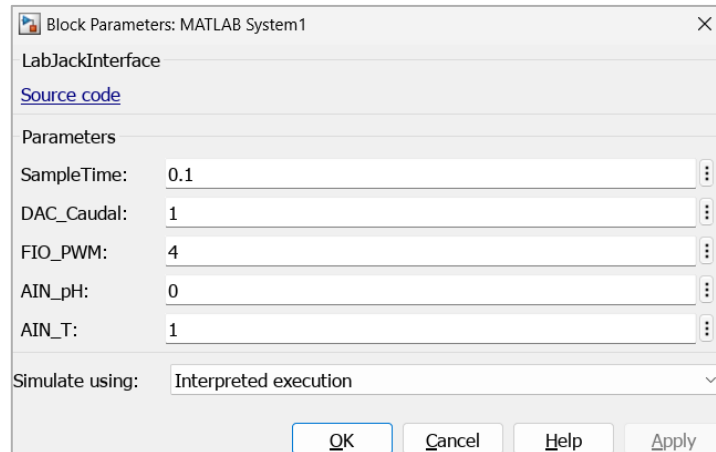 Block Parameters: MATLAB System1
LabJackInterface
Source code
Parameters
SampleTime: 0.1
DAC_Caudal: 1
FIO_PWM: 4
AIN_pH: 0
AIN_T: 1
Simulate using: Interpreted execution
OK Cancel Help Apply